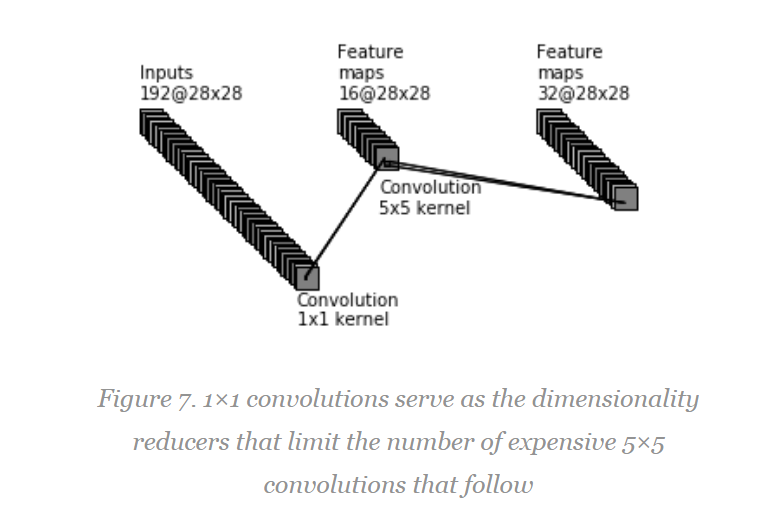 Inputs
192@28x28
Feature
maps
16@28x28
Feature
maps
32@28x28
Convolution
5x5 kernel
Convolution
1x1 kernel
Figure 7. 1×1 convolutions serve as the dimensionality
reducers that limit the number of expensive 5×5
convolutions that follow